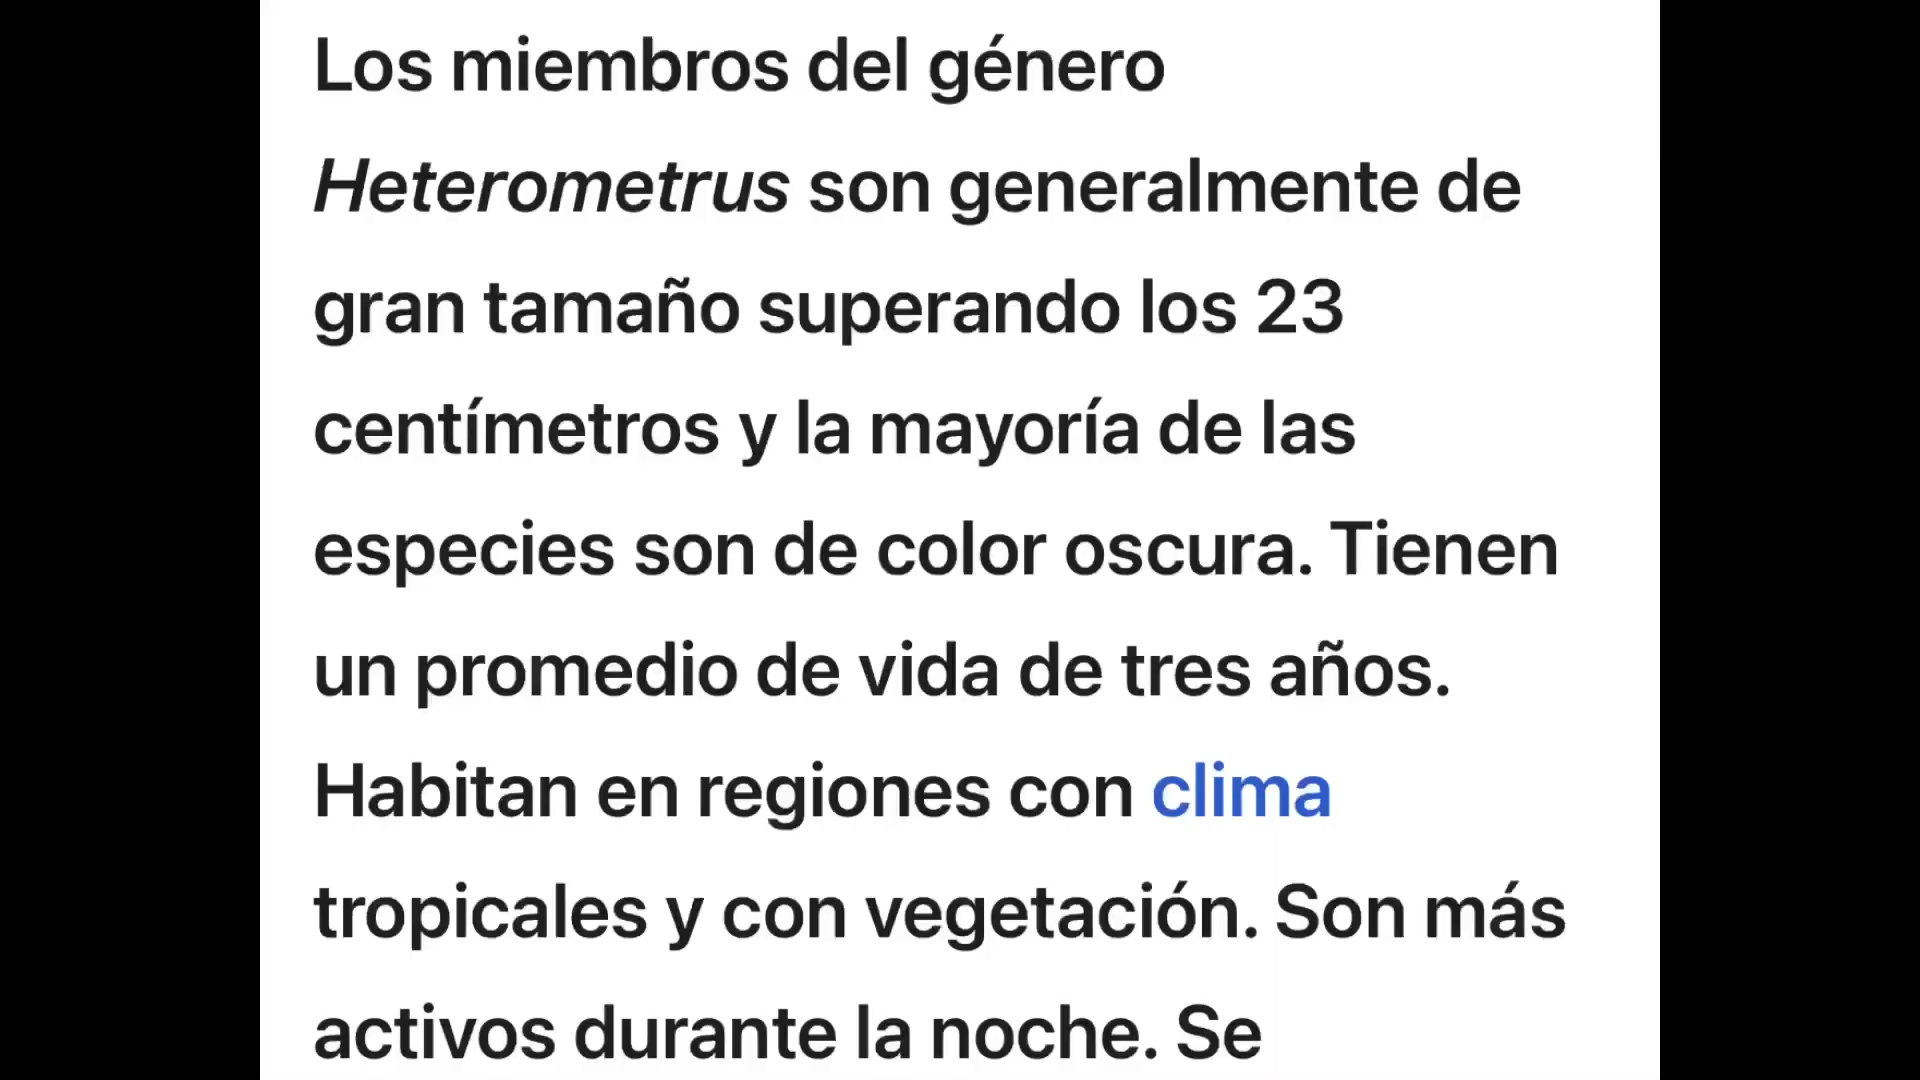 Los miembros del género
Heterometrus son generalmente de
gran tamaño superando los 23
centímetros y la mayoría de las
especies son de color oscura. Tienen
un promedio de vida de tres años.
Habitan en regiones con clima
tropicales y con vegetación. Son más
activos durante la noche. Se